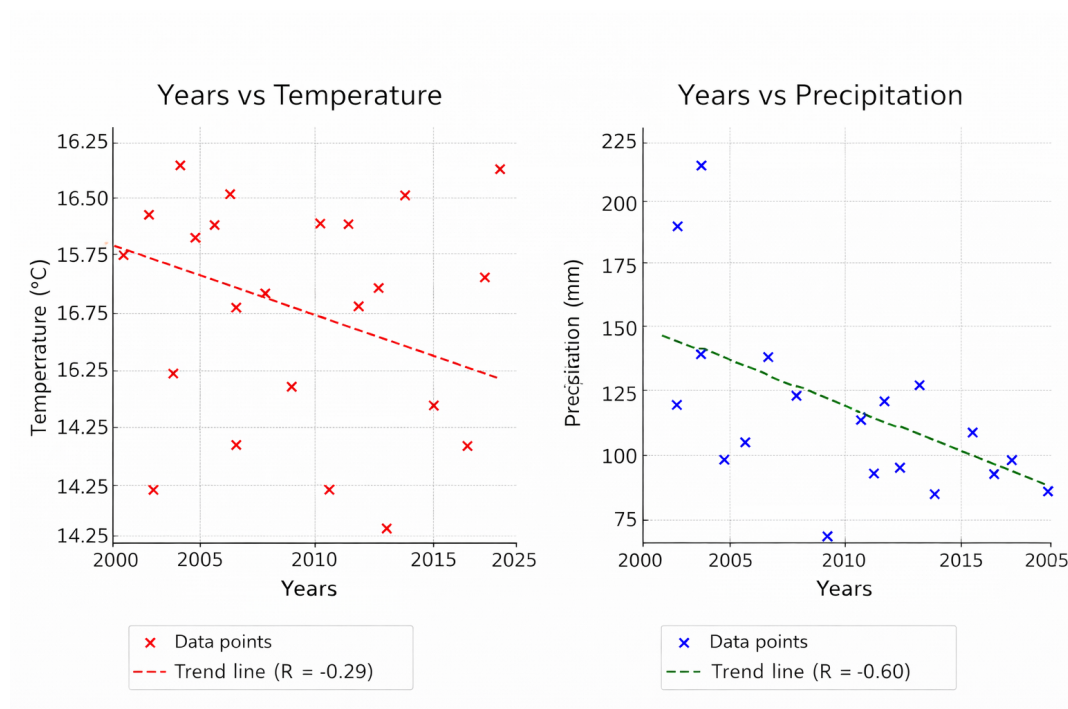 Years vs Temperature
16.25
16.50
15.75
16.75
16.25
14.25
14.25
14.25
Temperature (°C)
2000 2005 2010 2015 2025
Years
Data points
Trend line (R = -0.29)
Years vs Precipitation
225
200
175
150
125
100
75
Precsiration (mm)
2000 2005 2010 2015 2005
Years
Data points
Trend line (R = -0.60)